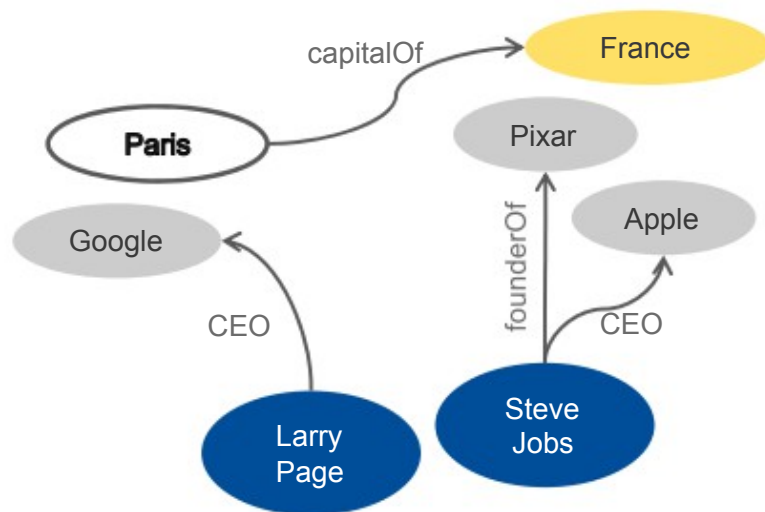 France
capitalOf
Paris
Pixar
Apple
Google
founderOf
CEO
CEO
Steve
Jobs
Larry
Page